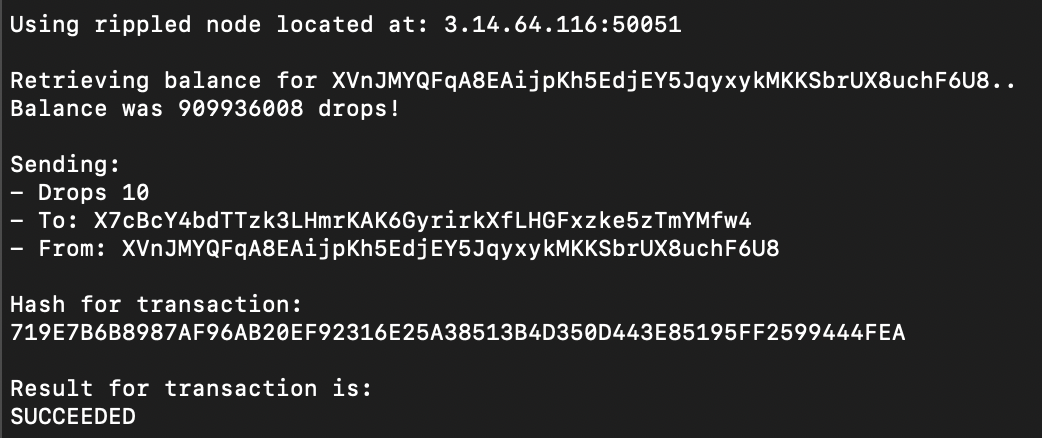 Using rippled node located at: 3.14.64.116:50051
Retrieving balance for XVnJMYQFqA8EAijpKh5EdjEY5JqyxykMKKSbrUX8uchF6U8..
Balance was 909936008 drops!
Sending:
– Drops 10
– To: X7cBcY4bdTTzk3LHmrKAK6GyrirkXfLHGFxzke5zTmYMfw4
– From: XVnJMYQFqA8EAijpKh5EdjEY5JqyxykMKKSbrUX8uchF6U8
Hash for transaction:
719E7B6B8987AF96AB20EF92316E25A38513B4D350D443E85195FF2599444FEA
Result for transaction is:
SUCCEEDED